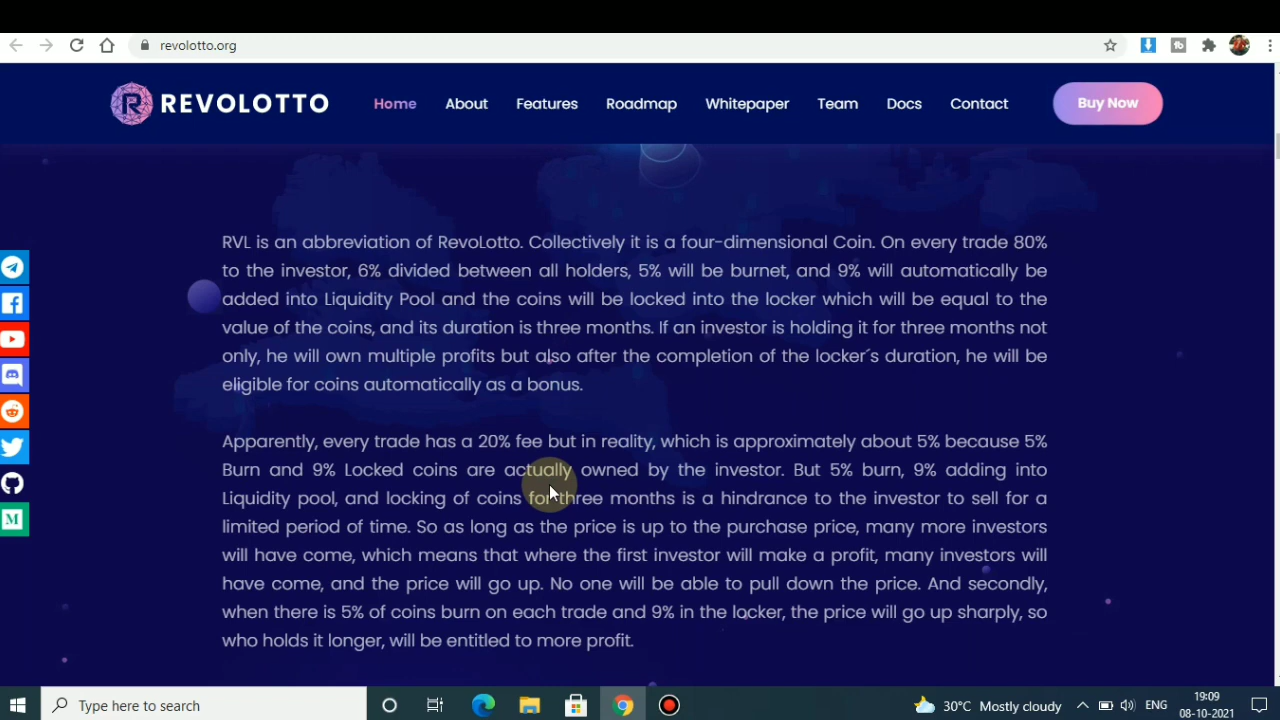 revolotto.org
REVOLOTTO
Home About Features Roadmap Whitepaper Team Docs Contact Buy Now
RVL is an abbreviation of RevoLotto. Collectively it is a four-dimensional Coin. On every trade 80%
to the investor, 6% divided between all holders, 5% will be burnet, and 9% will automatically be
added into Liquidity Pool and the coins will be locked into the locker which will be equal to the
value of the coins, and its duration is three months. If an investor is holding it for three months not
only, he will own multiple profits but also after the completion of the locker´s duration, he will be
eligible for coins automatically as a bonus.
Apparently, every trade has a 20% fee but in reality, which is approximately about 5% because 5%
Burn and 9% Locked coins are actually owned by the investor. But 5% burn, 9% adding into
Liquidity pool, and locking of coins for three months is a hindrance to the investor to sell for a
limited period of time. So as long as the price is up to the purchase price, many more investors
will have come, which means that where the first investor will make a profit, many investors will
have come, and the price will go up. No one will be able to pull down the price. And secondly,
when there is 5% of coins burn on each trade and 9% in the locker, the price will go up sharply, so
who holds it longer, will be entitled to more profit.
Type here to search
30°C Mostly cloudy
ENG
19:09
08-10-2021